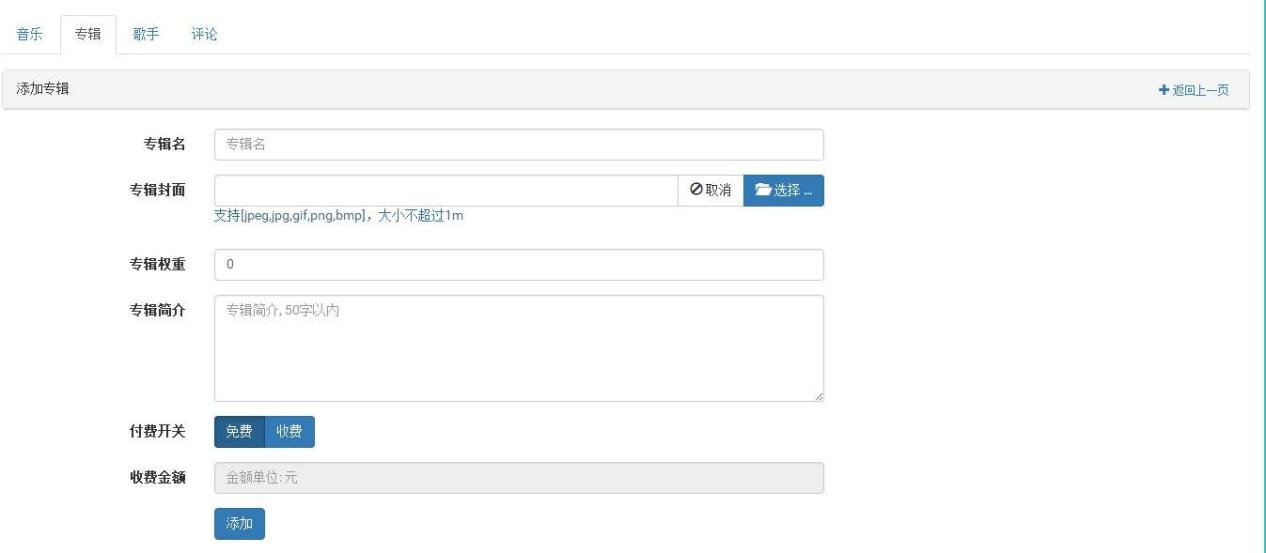 音乐 专辑 歌手 评论
添加专辑 返回上一页
专辑名 专辑名
专辑封面 取消 选择 ...
支持[jpeg,jpg,gif,png,bmp]，大小不超过1m
专辑权重 0
专辑简介 专辑简介, 50字以内
付费开关 免费 收费
收费金额 金额单位: 元
添加